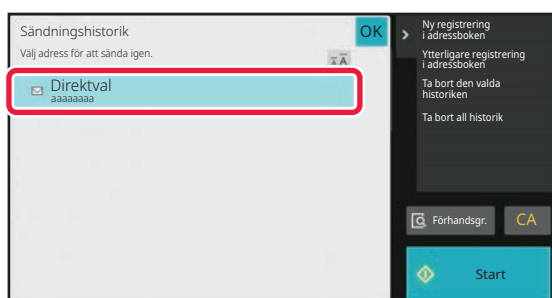 Sändningshistorik
OK
Välj adress för att sända igen.
Direktval
aaaaaaaa
Ny registrering
i adressboken
Ytterligare registrering
i adressboken
Ta bort den valda
historiken
Ta bort all historik
Förhandsgr.
CA
Start